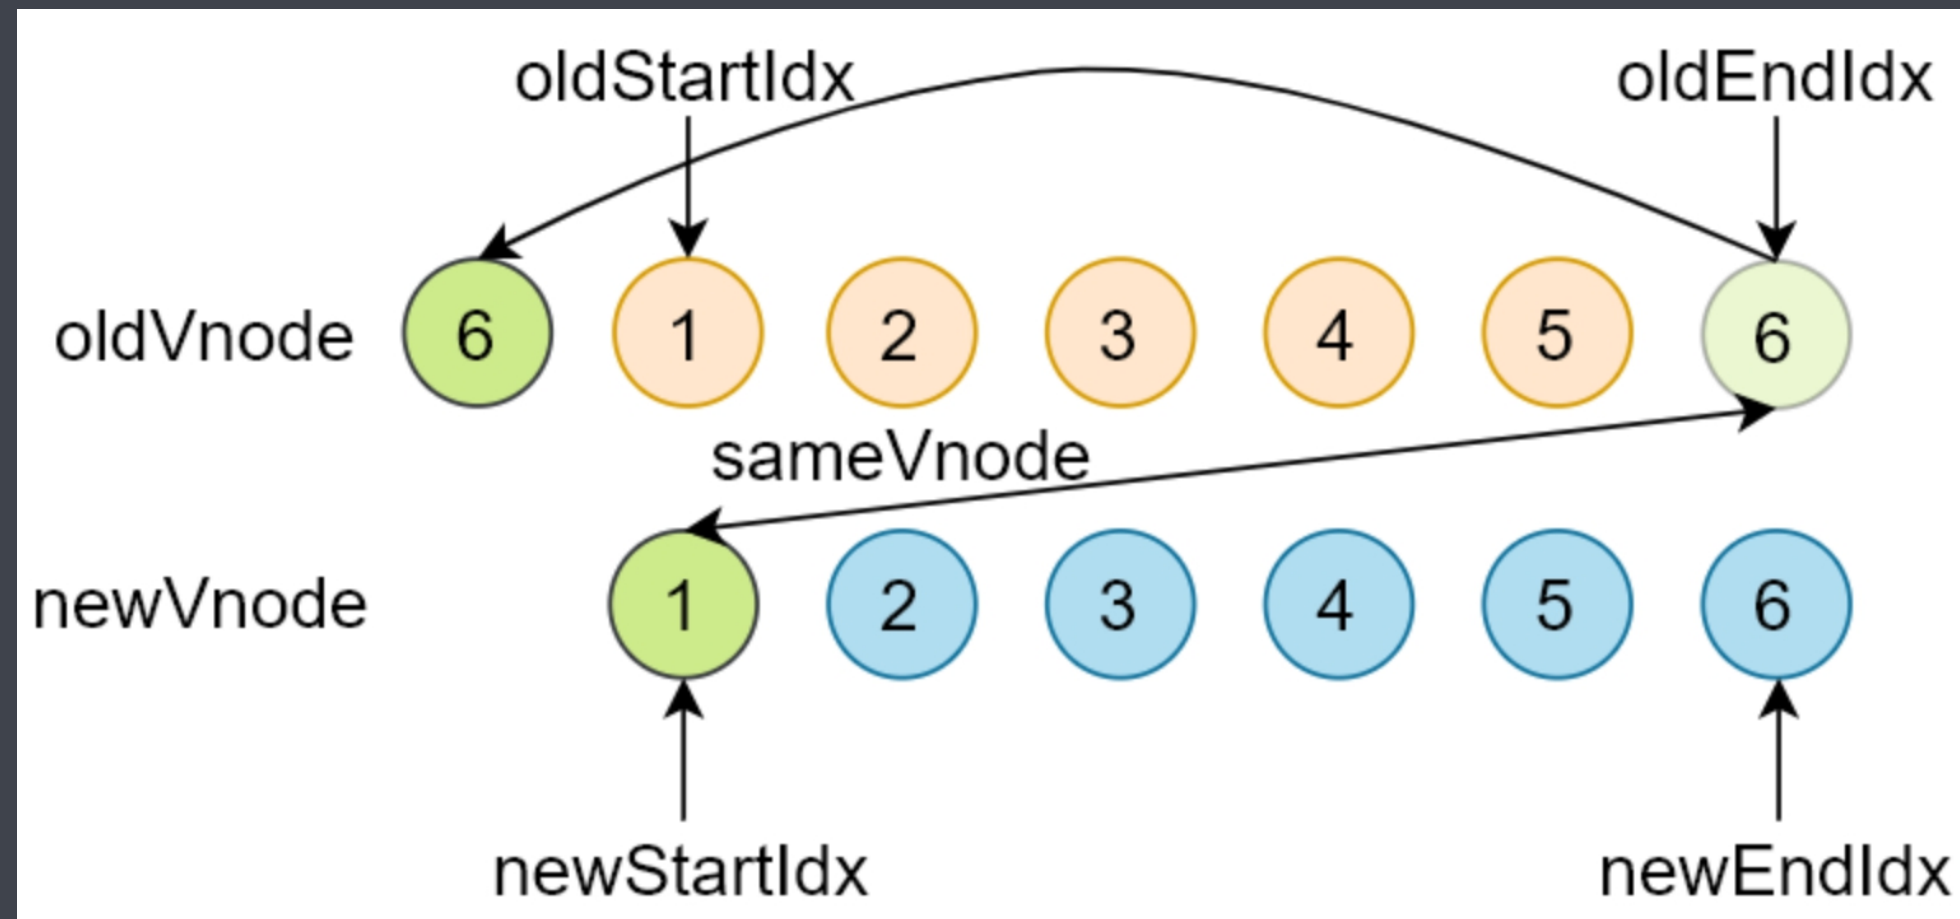 oldStartIdx oldEndIdx
oldVnode 6 1 2 3 4 5 6
sameVnode
newVnode 1 2 3 4 5 6
newStartIdx newEndIdx